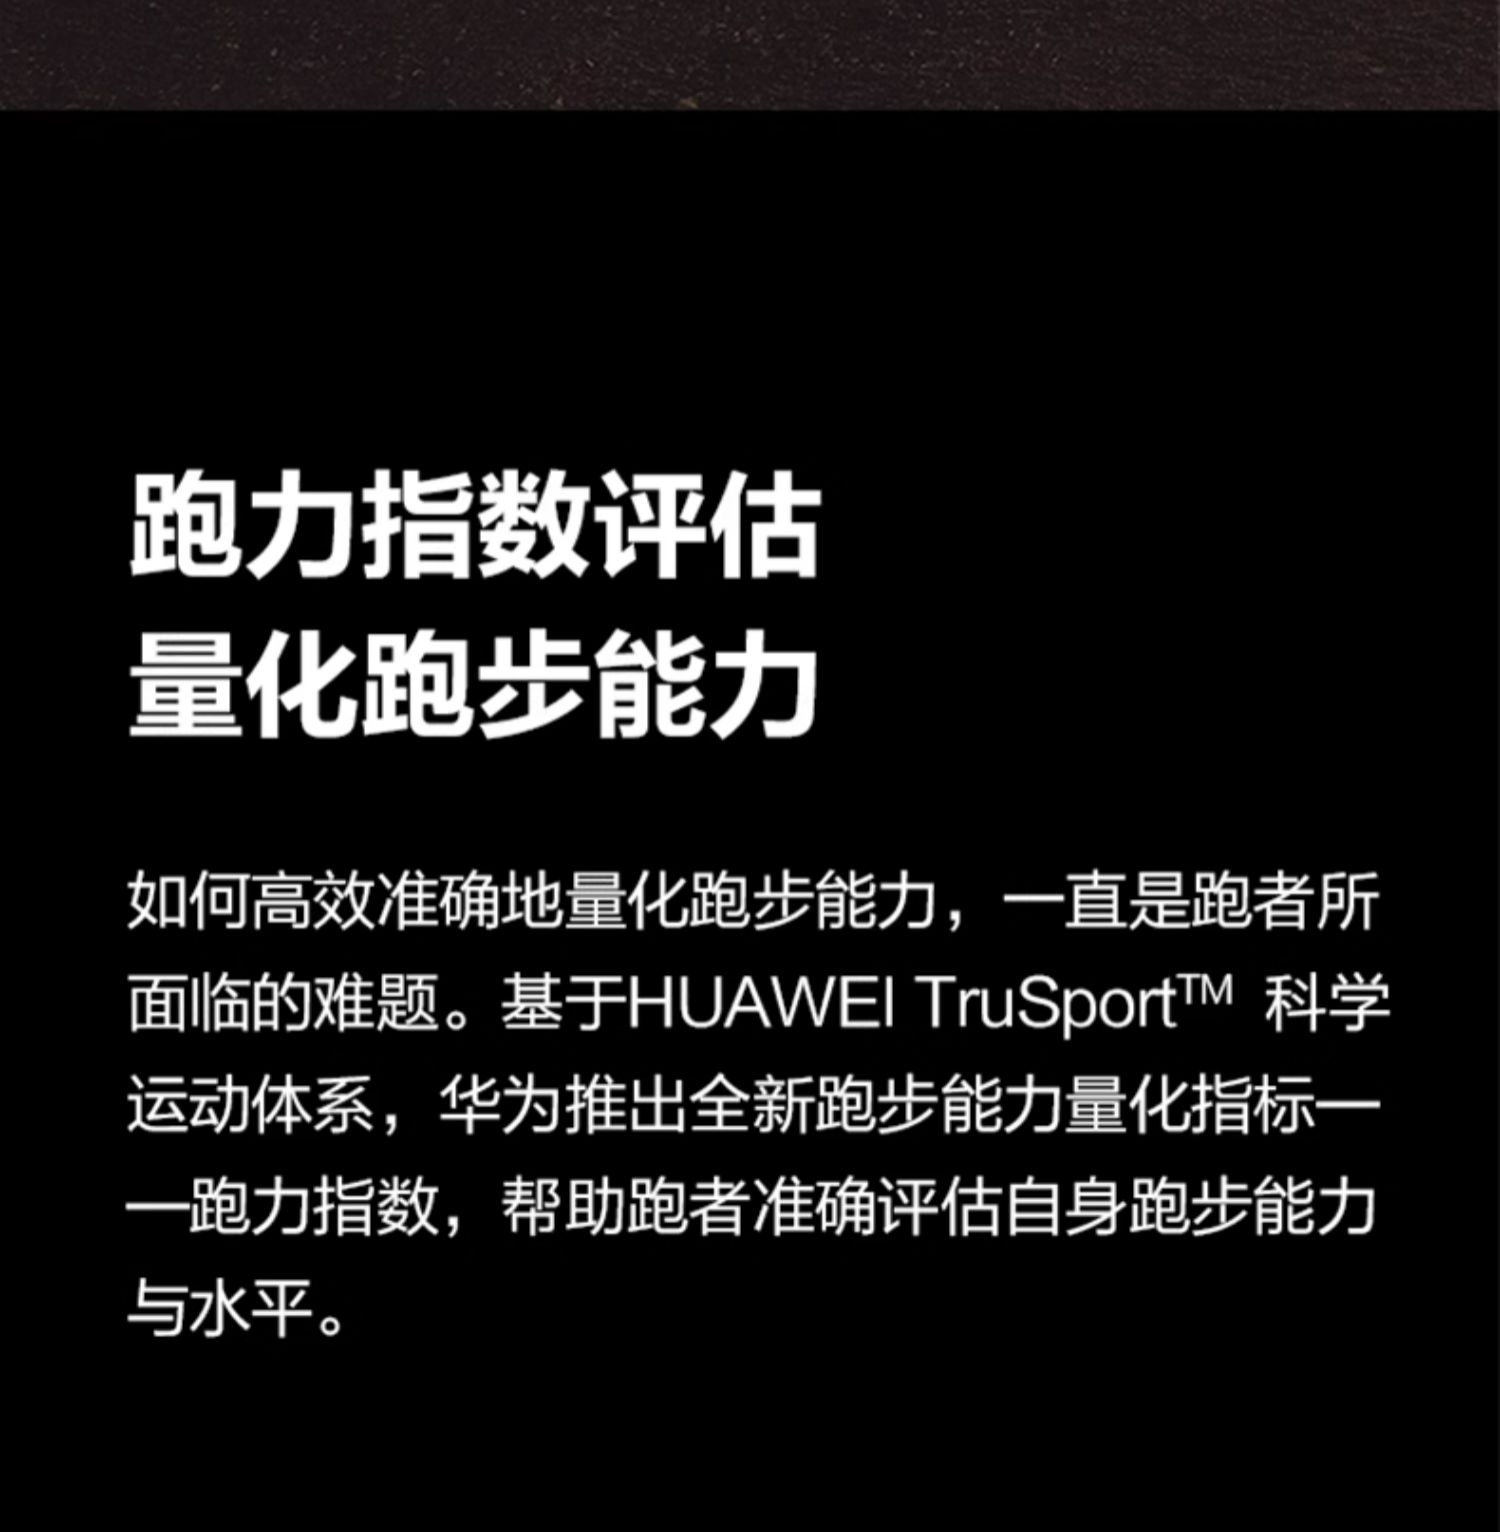 跑力指数评估
量化跑步能力
如何高效准确地量化跑步能力，一直是跑者所
面临的难题。基于HUAWEI TruSport™ 科学
运动体系，华为推出全新跑步能力量化指标—
—跑力指数，帮助跑者准确评估自身跑步能力
与水平。